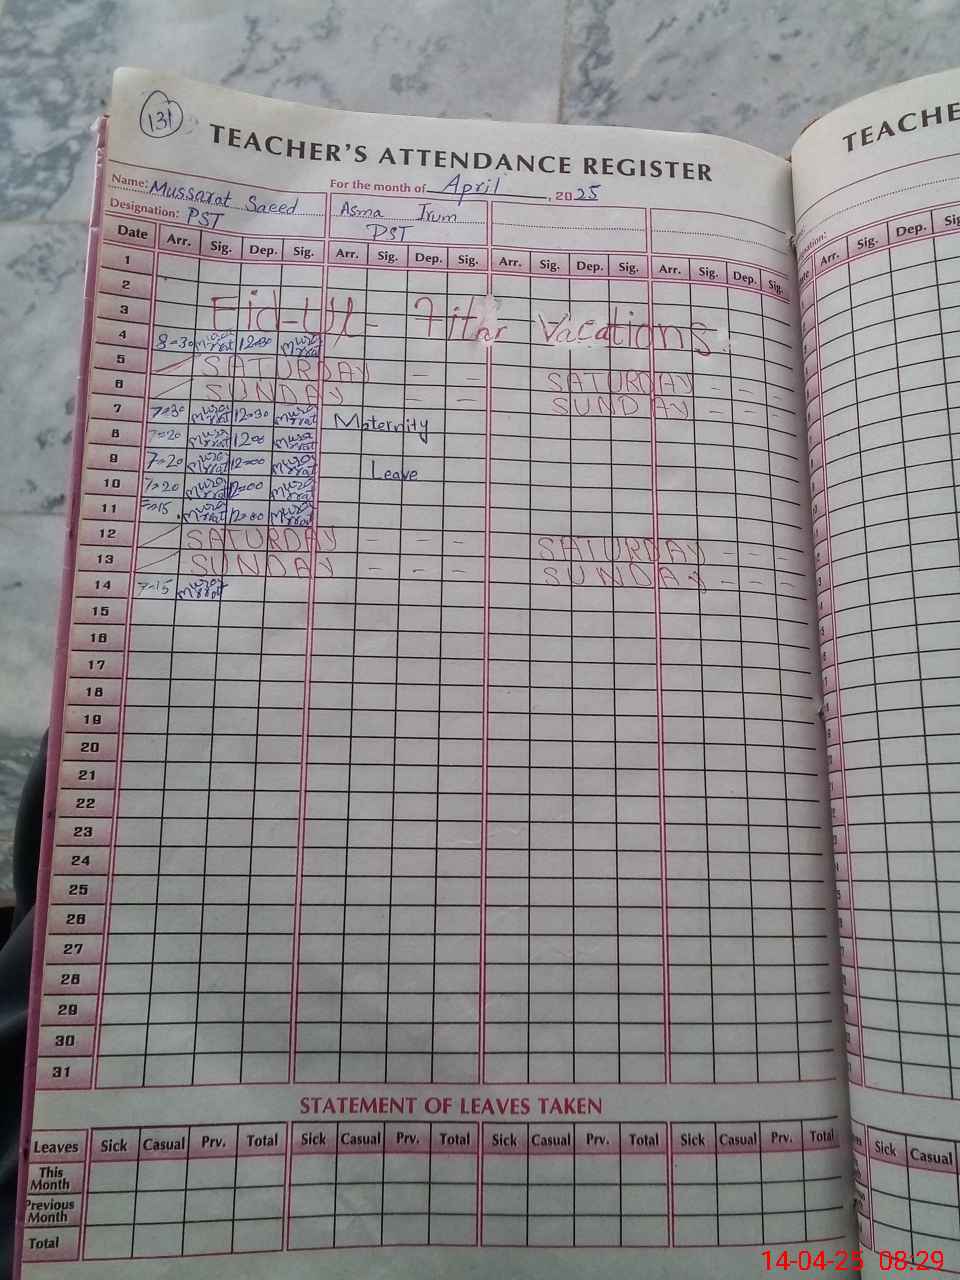 131
TEACHER'S ATTENDANCE REGISTER
TEACHE
Name: Mussarat Saeed For the month of April, 2025
Designation: PST Asma Irum
PST
Date Arr. Sig. Dep. Sig. Arr. Sig. Dep. Sig. Arr. Sig. Dep. Sig. Arr. Sig. Dep. Sig. Arr. Sig. Dep.
1
2
3 Eid-Ul-Fitar Vacations
4 8-30 12-30
5 SATURDAY - - SATURDAY - -
6 SUNDAY - - SUNDAY - - -
7 7-30 12-30 Maternity
8 7-20 12-00
9 7-20 12-00 Leave
10 7-20 12-00
11 7-15 12-00
12 SATURDAY - - - SATURDAY - - -
13 SUNDAY - - - SUNDAY - - -
14 7-15
15
16
17
18
19
20
21
22
23
24
25
26
27
28
29
30
31
STATEMENT OF LEAVES TAKEN
Leaves Sick Casual Prv. Total Sick Casual Prv. Total Sick Casual Prv. Total Sick Casual Prv. Total Sick Casual
This Month
Previous Month
Total
14-04-25 08:29